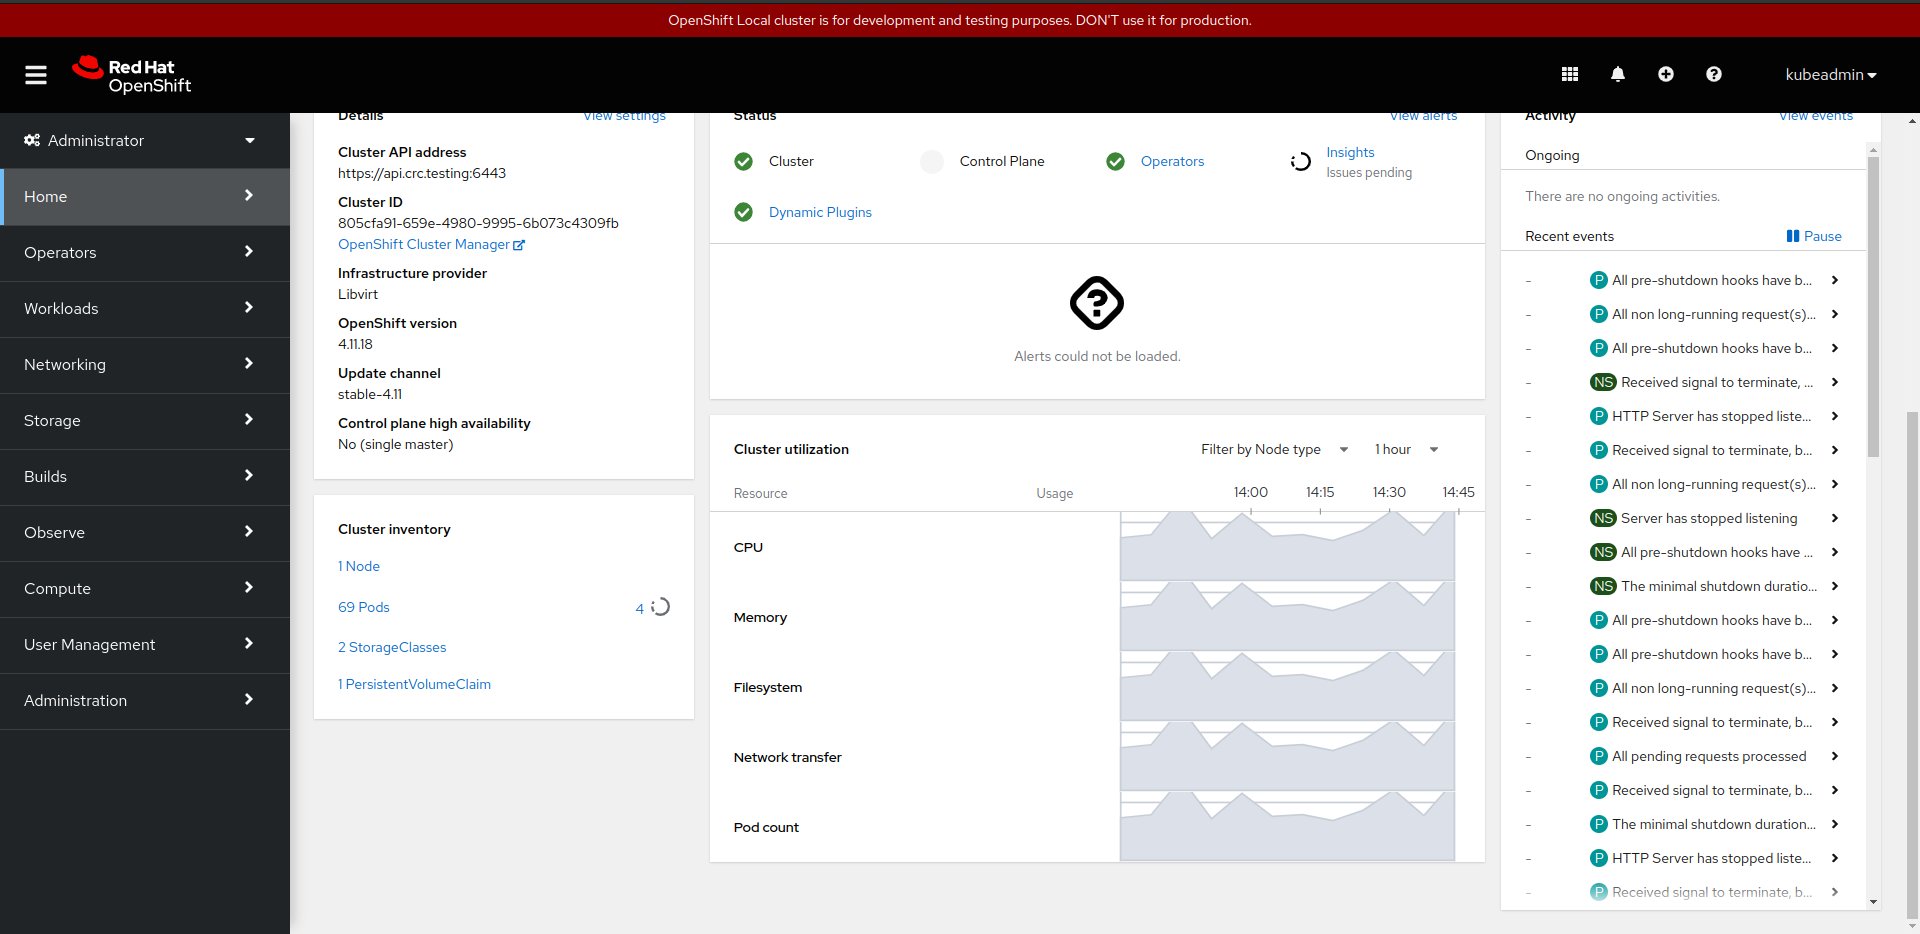 OpenShift Local cluster is for development and testing purposes. DON'T use it for production.
Red Hat
OpenShift
kubeadmin
Administrator
Home
Operators
Workloads
Networking
Storage
Builds
Observe
Compute
User Management
Administration
Details
View settings
Cluster API address
https://api.crc.testing:6443
Cluster ID
805cfa91-659e-4980-9995-6b073c4309fb
OpenShift Cluster Manager
Infrastructure provider
Libvirt
OpenShift version
4.11.18
Update channel
stable-4.11
Control plane high availability
No (single master)
Cluster inventory
1 Node
69 Pods
4
2 StorageClasses
1 PersistentVolumeClaim
Status
View alerts
Cluster
Control Plane
Operators
Insights
Issues pending
Dynamic Plugins
Alerts could not be loaded.
Cluster utilization
Filter by Node type
1 hour
Resource
Usage
14:00
14:15
14:30
14:45
CPU
Memory
Filesystem
Network transfer
Pod count
Activity
View events
Ongoing
There are no ongoing activities.
Recent events
Pause
- P All pre-shutdown hooks have b...
- P All non long-running request(s)...
- P All pre-shutdown hooks have b...
- NS Received signal to terminate, ...
- P HTTP Server has stopped liste...
- P Received signal to terminate, b...
- P All non long-running request(s)...
- NS Server has stopped listening
- NS All pre-shutdown hooks have ...
- NS The minimal shutdown duratio...
- P All pre-shutdown hooks have b...
- P All pre-shutdown hooks have b...
- P All non long-running request(s)...
- P Received signal to terminate, b...
- P All pending requests processed
- P Received signal to terminate, b...
- P The minimal shutdown duration...
- P HTTP Server has stopped liste...
- P Received signal to terminate, b...